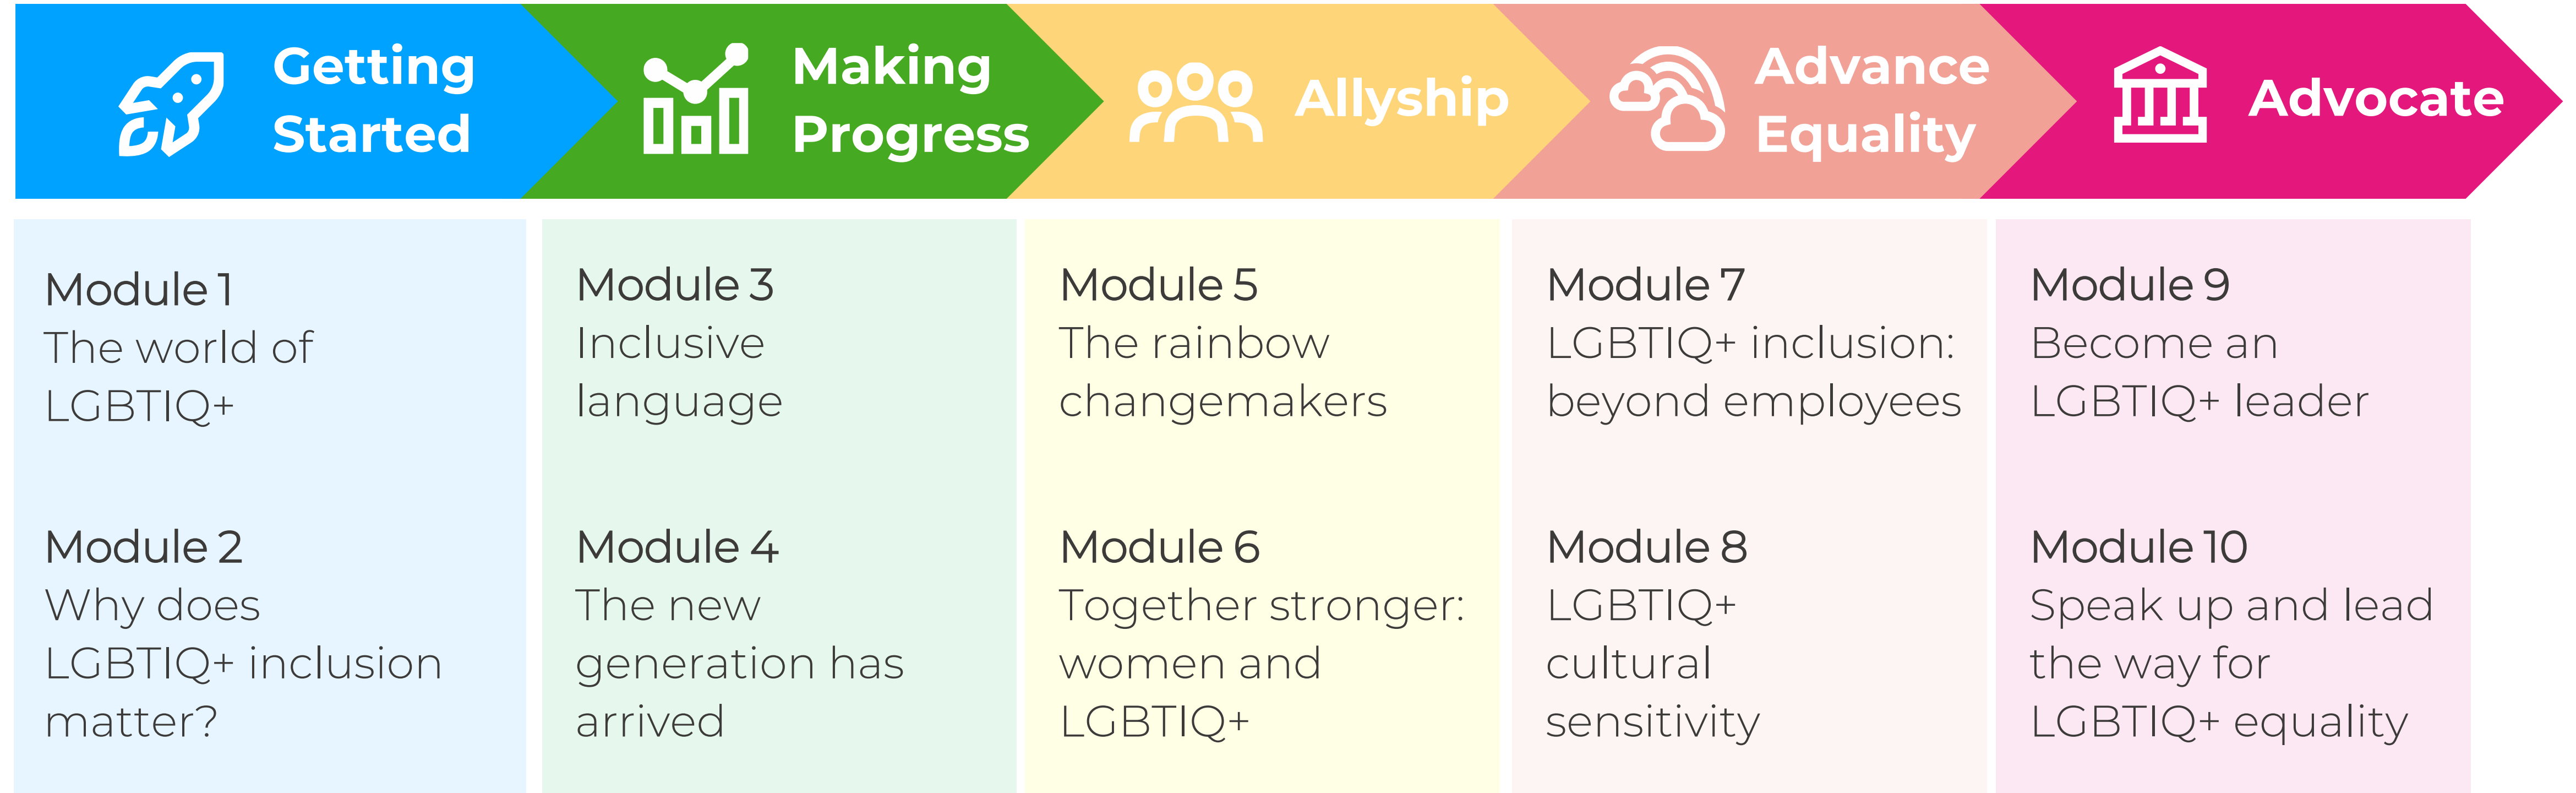 Getting
Started
Making
Progress
Allyship
Advance
Equality
Advocate
Module 1
The world of
LGBTIQ+
Module 2
Why does
LGBTIQ+ inclusion
matter?
Module 3
Inclusive
language
Module 4
The new
generation has
arrived
Module 5
The rainbow
changemakers
Module 6
Together stronger:
women and
LGBTIQ+
Module 7
LGBTIQ+ inclusion:
beyond employees
Module 8
LGBTIQ+
cultural
sensitivity
Module 9
Become an
LGBTIQ+ leader
Module 10
Speak up and lead
the way for
LGBTIQ+ equality